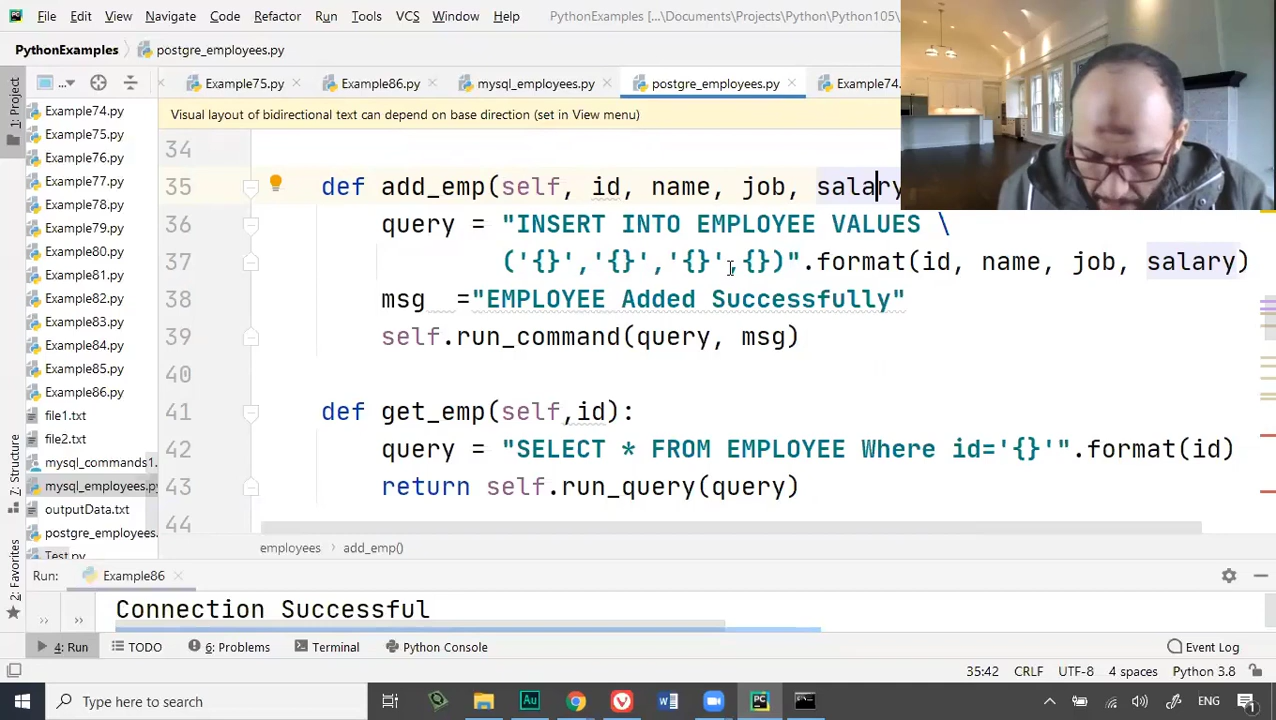 File Edit View Navigate Code Refactor Run Tools VCS Window Help PythonExamples [...\Documents\Projects\Python\Python105\
PythonExamples postgre_employees.py
Example75.py Example86.py mysql_employees.py postgre_employees.py Example74.
1: Project
Example74.py
Example75.py
Example76.py
Example77.py
Example78.py
Example79.py
Example80.py
Example81.py
Example82.py
Example83.py
Example84.py
Example85.py
Example86.py
file1.txt
file2.txt
mysql_commands1.
mysql_employees.py
outputData.txt
postgre_employees.
Test.py
Z: Structure
2: Favorites
Visual layout of bidirectional text can depend on base direction (set in View menu)
34
35 def add_emp(self, id, name, job, salary
36 query = "INSERT INTO EMPLOYEE VALUES \
37 ('{}','{}','{}',{})".format(id, name, job, salary)
38 msg ="EMPLOYEE Added Successfully"
39 self.run_command(query, msg)
40
41 def get_emp(self,id):
42 query = "SELECT * FROM EMPLOYEE Where id='{}'".format(id)
43 return self.run_query(query)
44
employees add_emp()
Run: Example86
Connection Successful
4: Run TODO 6: Problems Terminal Python Console Event Log
35:42 CRLF UTF-8 4 spaces Python 3.8
Type here to search ENG